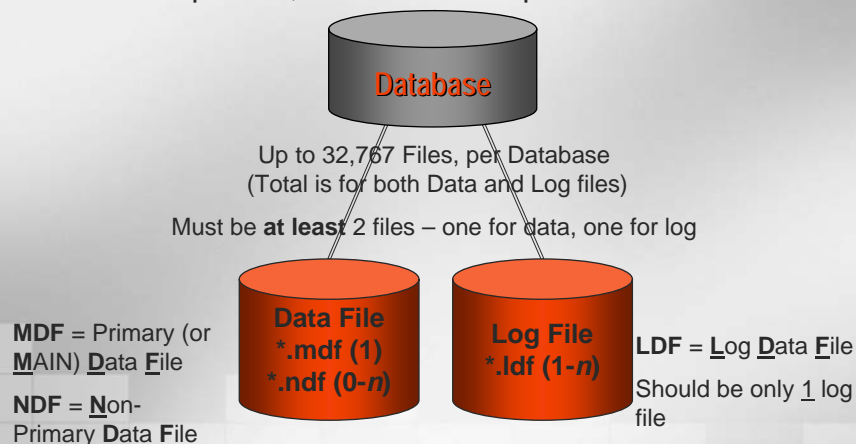 Database
Up to 32,767 Files, per Database
(Total is for both Data and Log files)
Must be at least 2 files – one for data, one for log
MDF = Primary (or
MAIN) Data File
NDF = Non-
Primary Data File
Data File
*.mdf (1)
*.ndf (0-n)
Log File
*.ldf (1-n)
LDF = Log Data File
Should be only 1 log
file